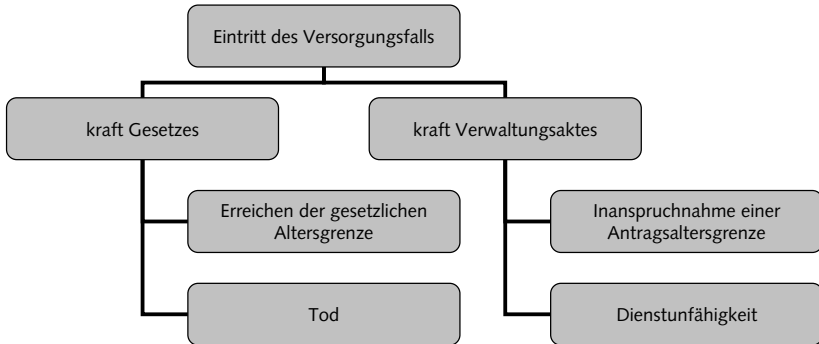 Eintritt des Versorgungsfalls
kraft Gesetzes
kraft Verwaltungsaktes
Erreichen der gesetzlichen
Altersgrenze
Inanspruchnahme einer
Antragsaltersgrenze
Tod
Dienstunfähigkeit